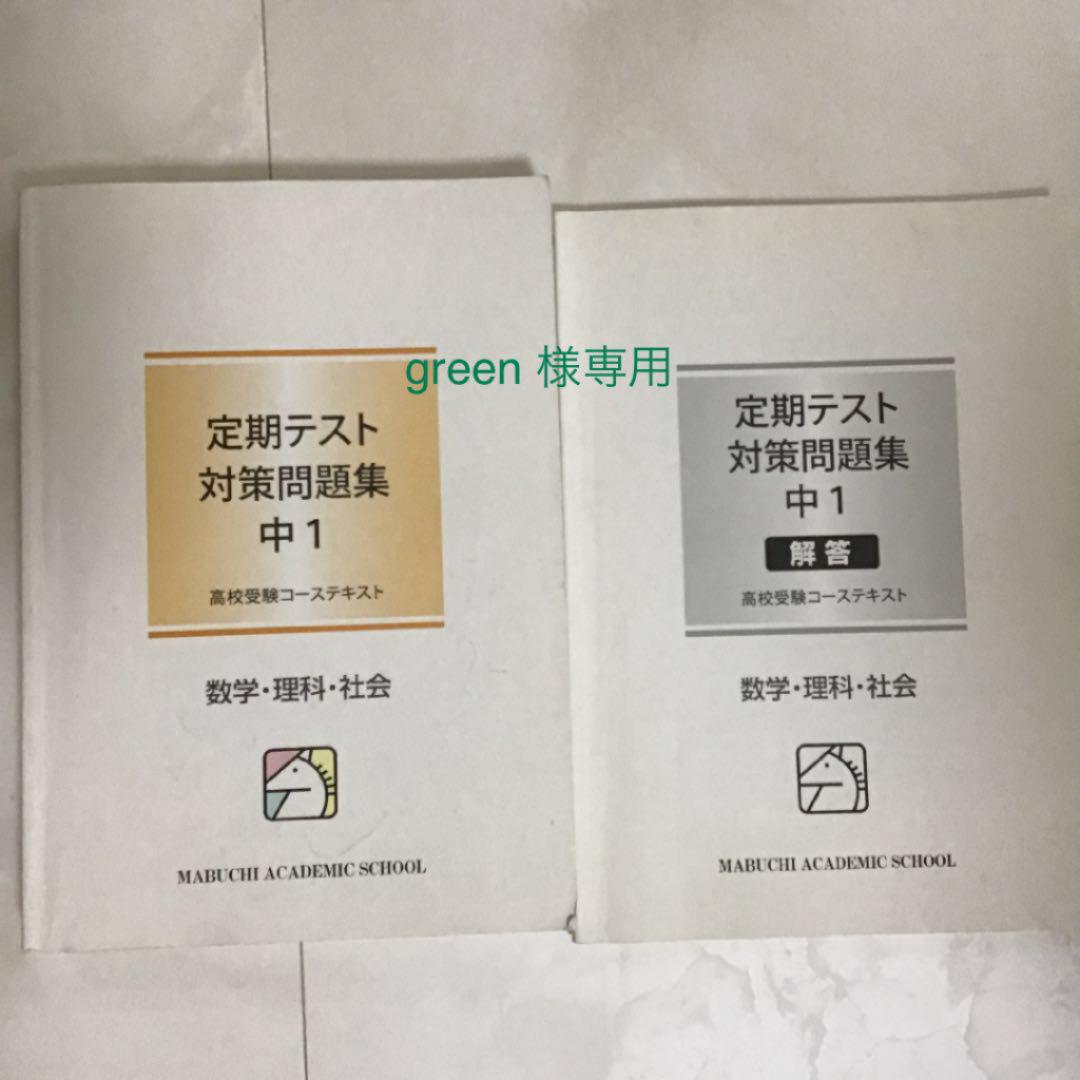 green 様専用
定期テスト
対策問題集
中1
高校受験コーステキスト
数学・理科・社会
MABUCHI ACADEMIC SCHOOL
定期テスト
対策問題集
中1
解答
高校受験コーステキスト
数学・理科・社会
MABUCHI ACADEMIC SCHOOL